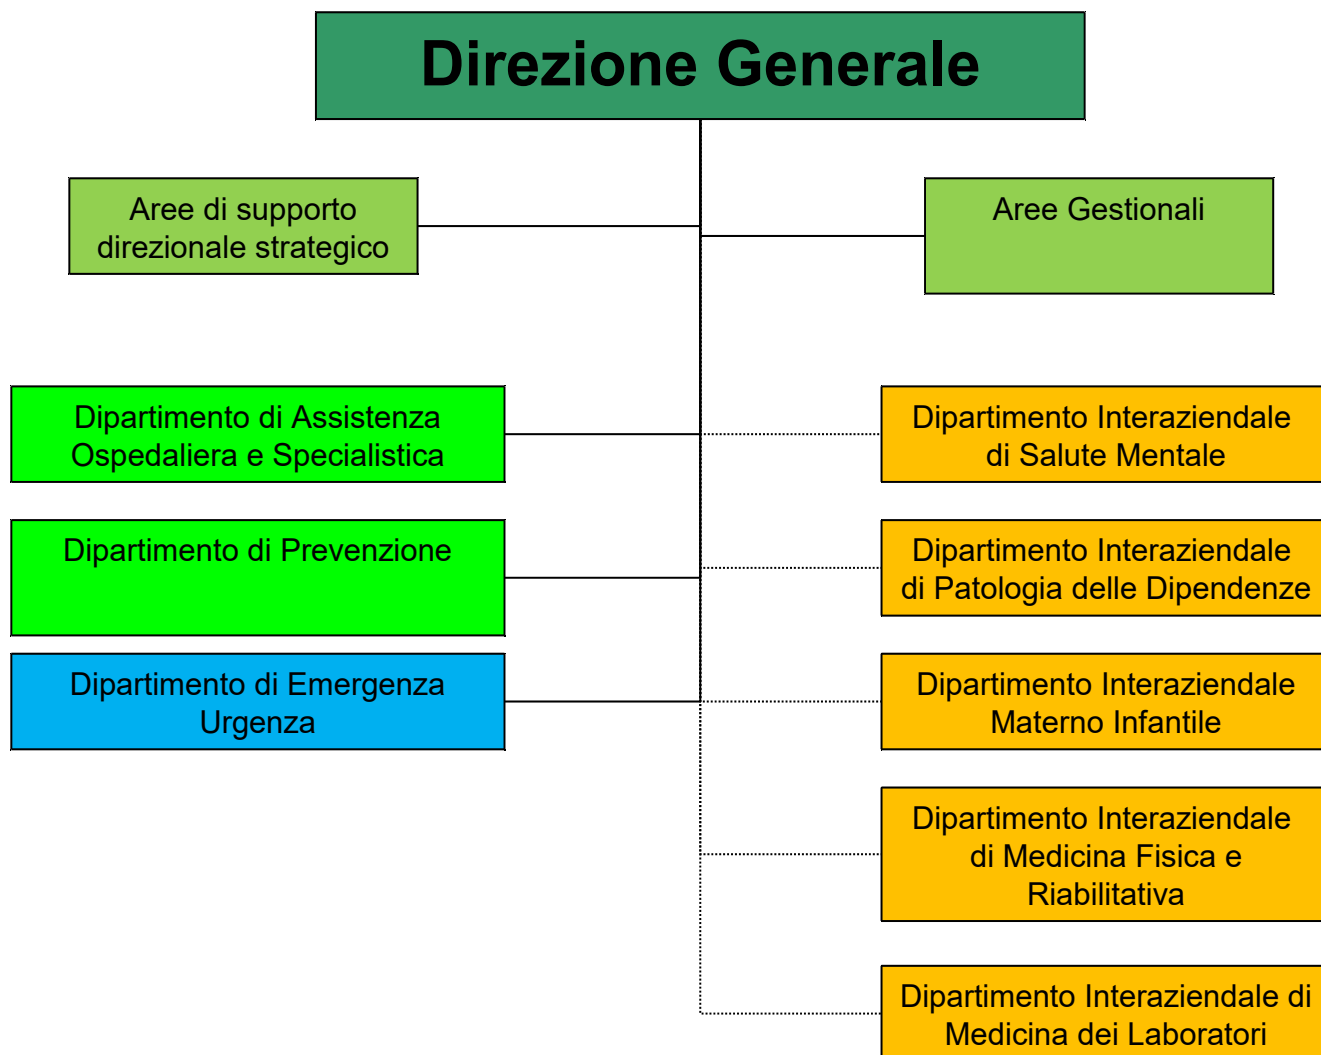 Direzione Generale
Aree di supporto
direzionale strategico
Aree Gestionali
Dipartimento di Assistenza
Ospedaliera e Specialistica
Dipartimento Interaziendale
di Salute Mentale
Dipartimento di Prevenzione
Dipartimento Interaziendale
di Patologia delle Dipendenze
Dipartimento di Emergenza
Urgenza
Dipartimento Interaziendale
Materno Infantile
Dipartimento Interaziendale
di Medicina Fisica e
Riabilitativa
Dipartimento Interaziendale di
Medicina dei Laboratori